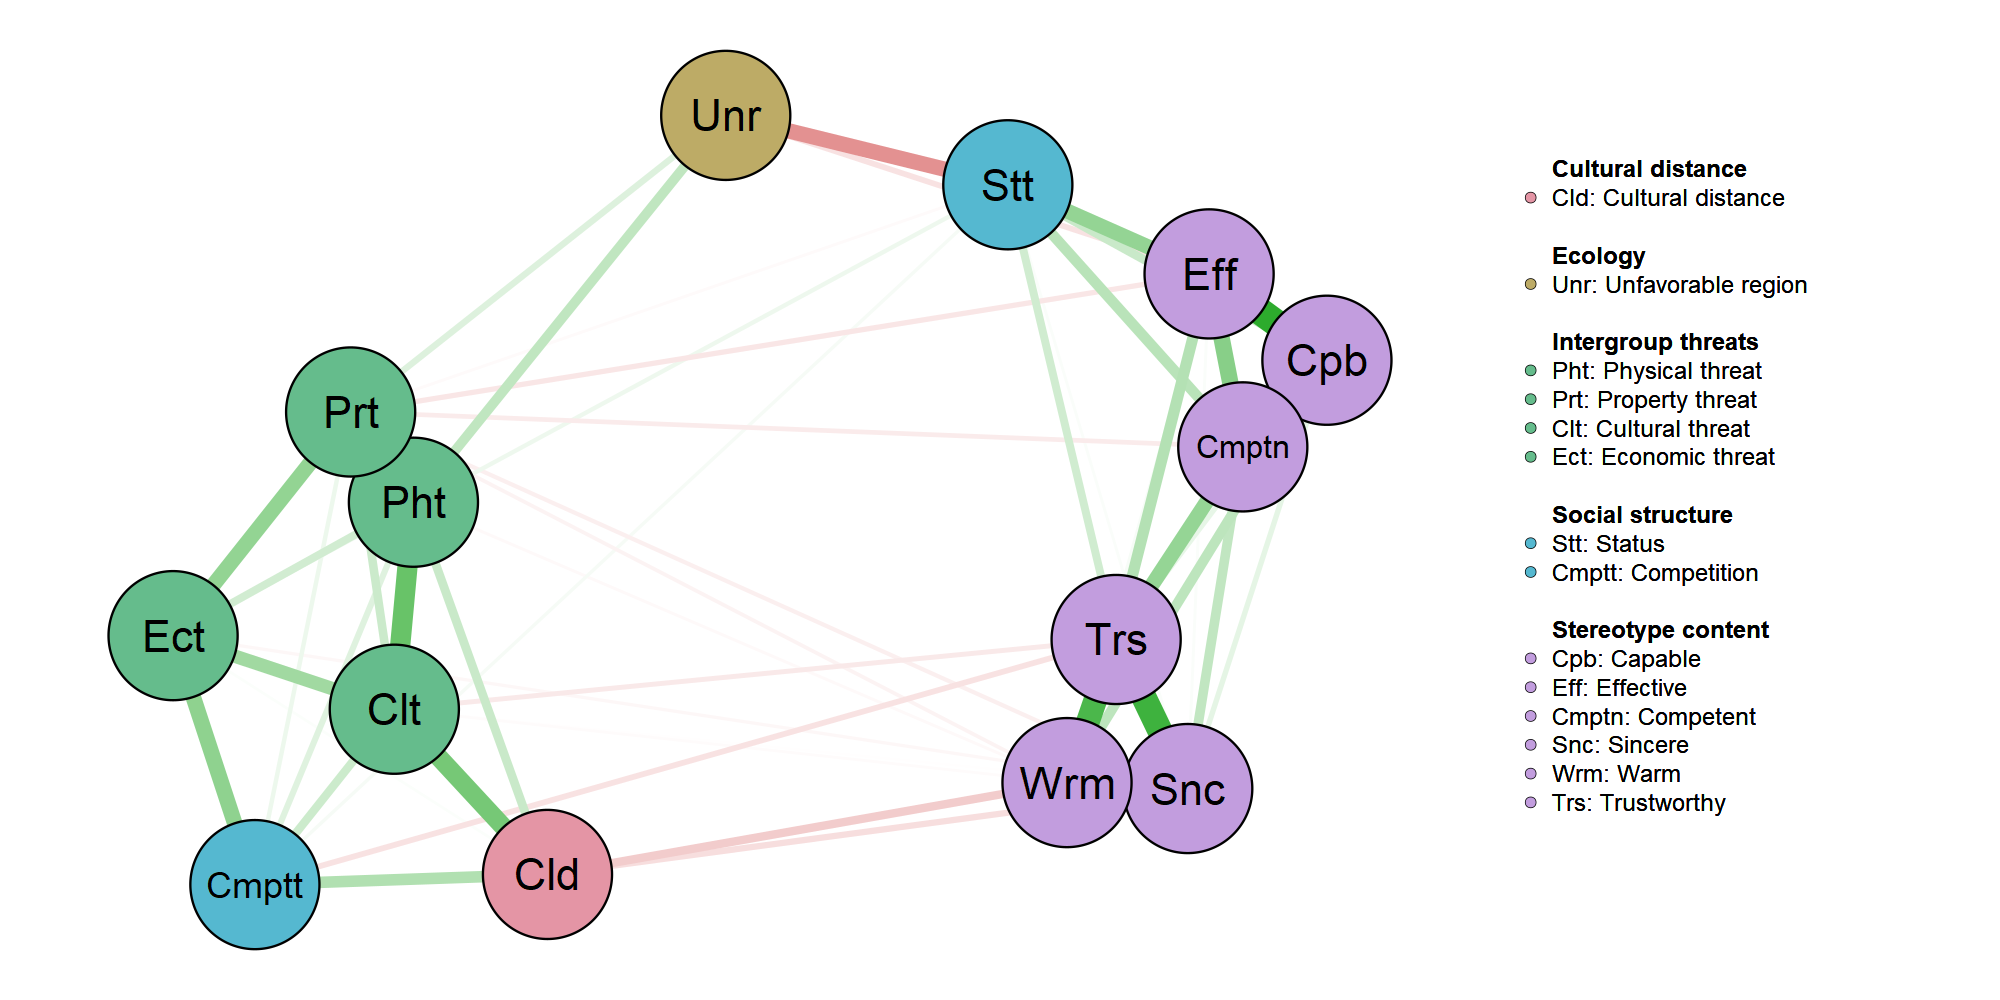 Unr
Stt
Eff
Cpb
Prt
Cmptn
Pht
Ect
Trs
Clt
Wrm
Snc
Cmptt
Cld
Cultural distance
Cld: Cultural distance
Ecology
Unr: Unfavorable region
Intergroup threats
Pht: Physical threat
Prt: Property threat
Clt: Cultural threat
Ect: Economic threat
Social structure
Stt: Status
Cmptt: Competition
Stereotype content
Cpb: Capable
Eff: Effective
Cmptn: Competent
Snc: Sincere
Wrm: Warm
Trs: Trustworthy